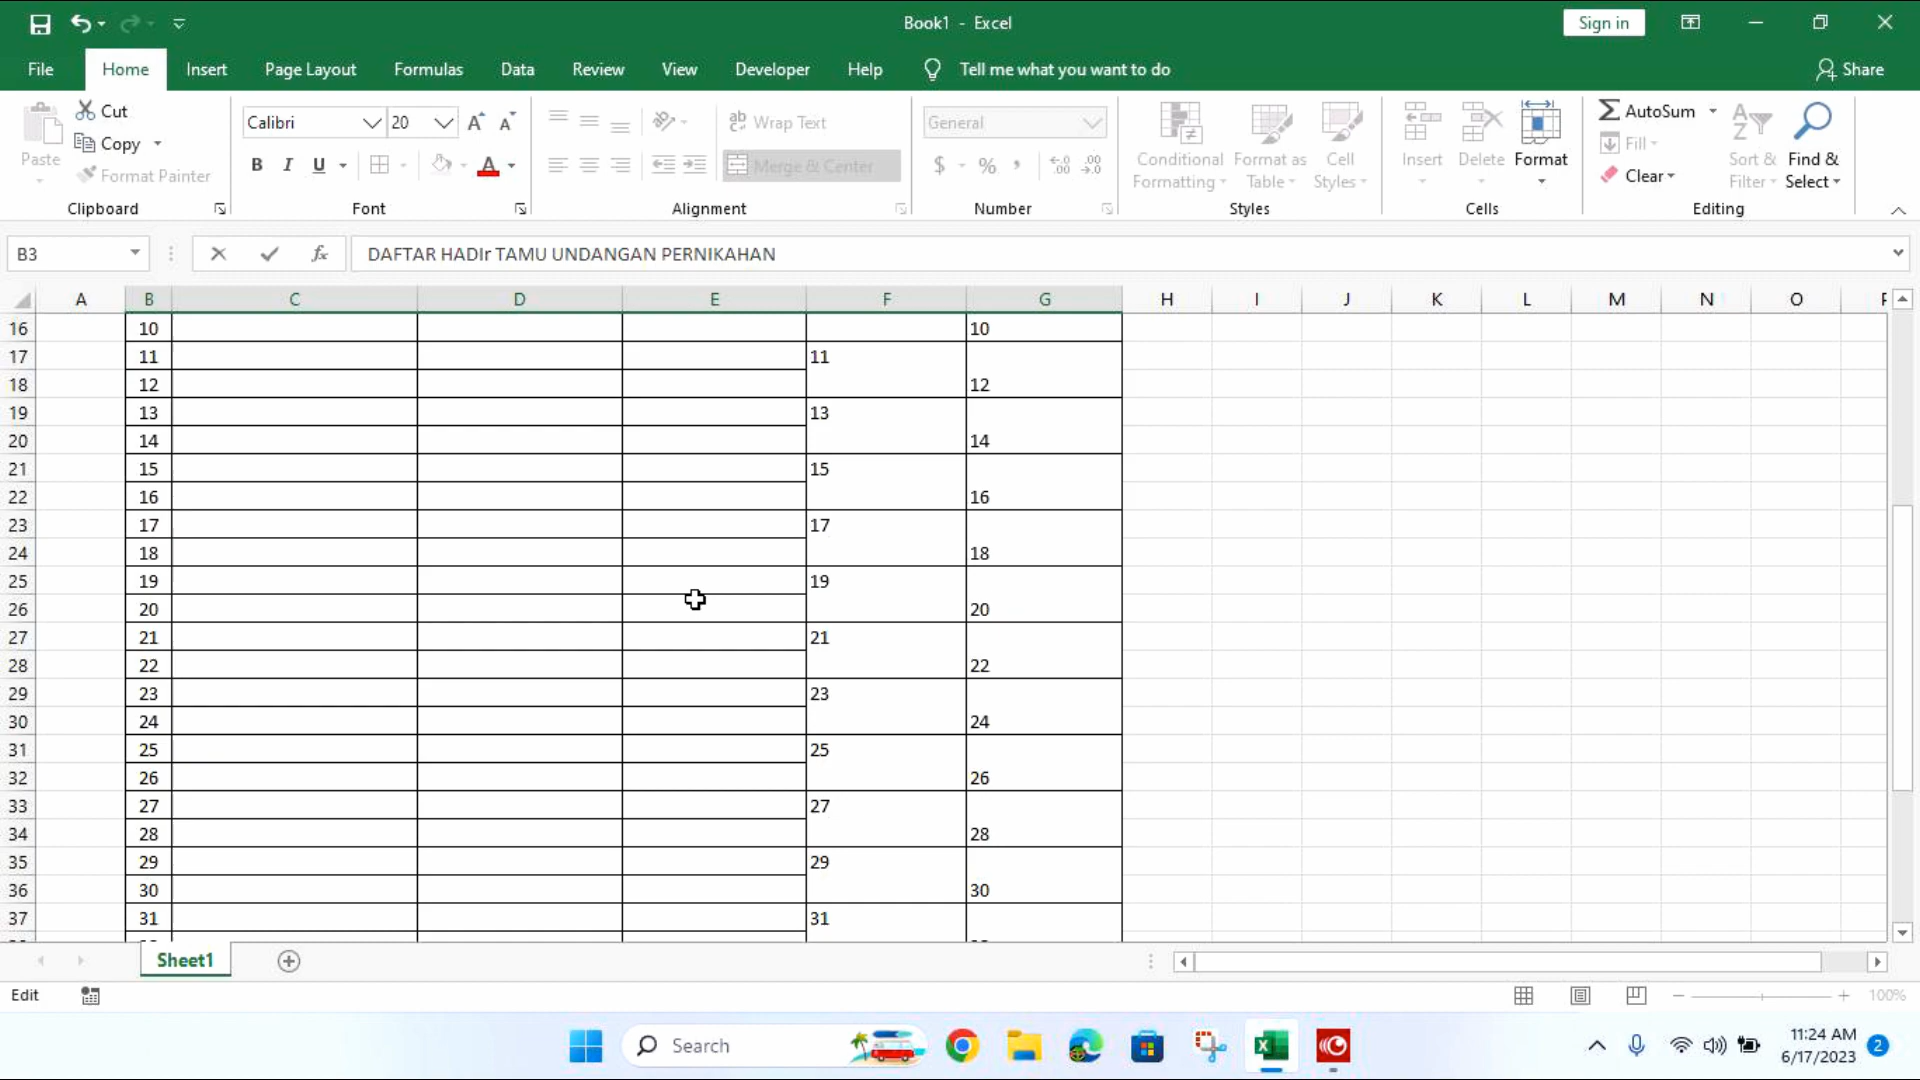 Book1 - Excel
Sign in
File Home Insert Page Layout Formulas Data Review View Developer Help Tell me what you want to do Share
Paste
Cut
Copy
Format Painter
Clipboard
Calibri 20 A A
B I U A
Font
ab Wrap Text
Merge & Center
Alignment
General
$ % ,
Number
Conditional Formatting
Format as Table
Cell Styles
Styles
Insert Delete Format
Cells
AutoSum
Fill
Clear
Sort & Filter
Find & Select
Editing
B3 fx DAFTAR HADIr TAMU UNDANGAN PERNIKAHAN
A B C D E F G H I J K L M N O
16 10 10
17 11 11
18 12 12
19 13 13
20 14 14
21 15 15
22 16 16
23 17 17
24 18 18
25 19 19
26 20 20
27 21 21
28 22 22
29 23 23
30 24 24
31 25 25
32 26 26
33 27 27
34 28 28
35 29 29
36 30 30
37 31 31
Sheet1
Edit
100%
Search
11:24 AM
6/17/2023
2